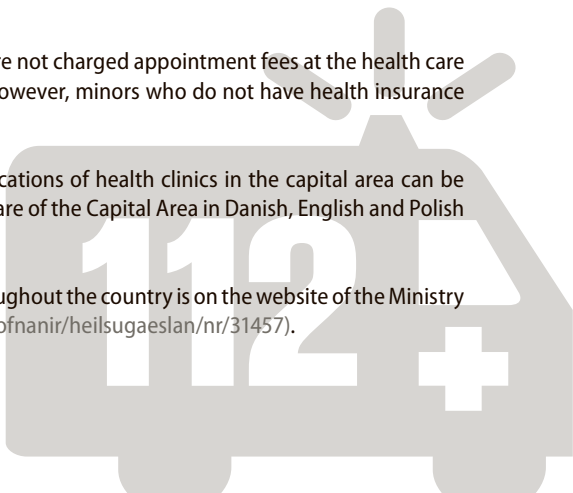 re not charged appointment fees at the health care
owever, minors who do not have health insurance
cations of health clinics in the capital area can be
are of the Capital Area in Danish, English and Polish
ughout the country is on the website of the Ministry
ofnanir/heilsugaeslan/nr/31457).
112